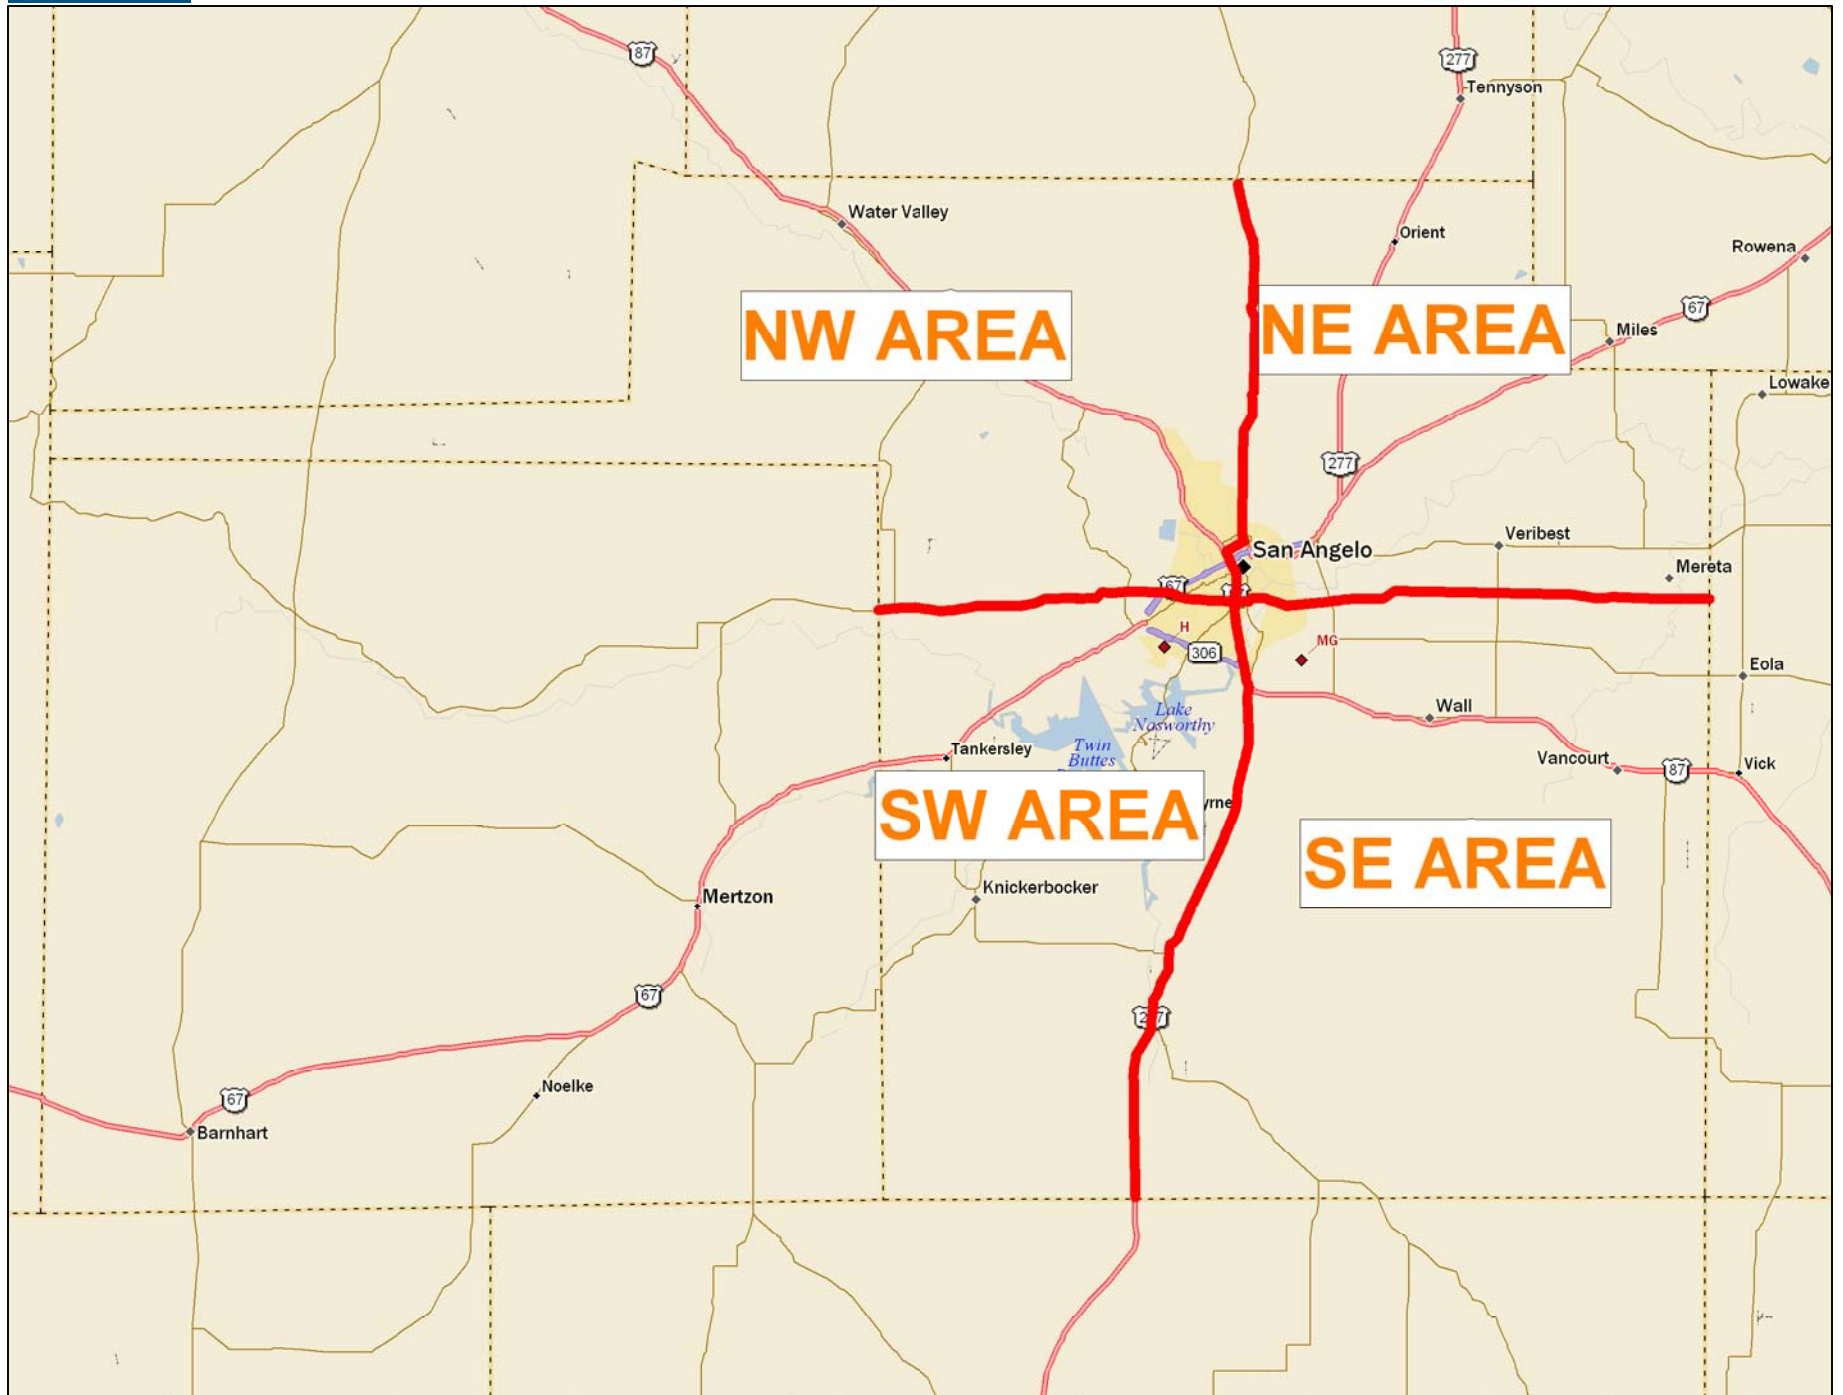 87
277
Tennyson
Water Valley
Orient
Rowena
NW AREA
NE AREA
67
Miles
Lowake
277
San Angelo
Veribest
Mereta
67
H
306
MG
Eola
Lake
Nasworthy
Wall
Twin
Buttes
Tankersley
Vancourt
87
Vick
SW AREA
SE AREA
Knickerbocker
Mertzon
67
Noelke
67
Barnhart